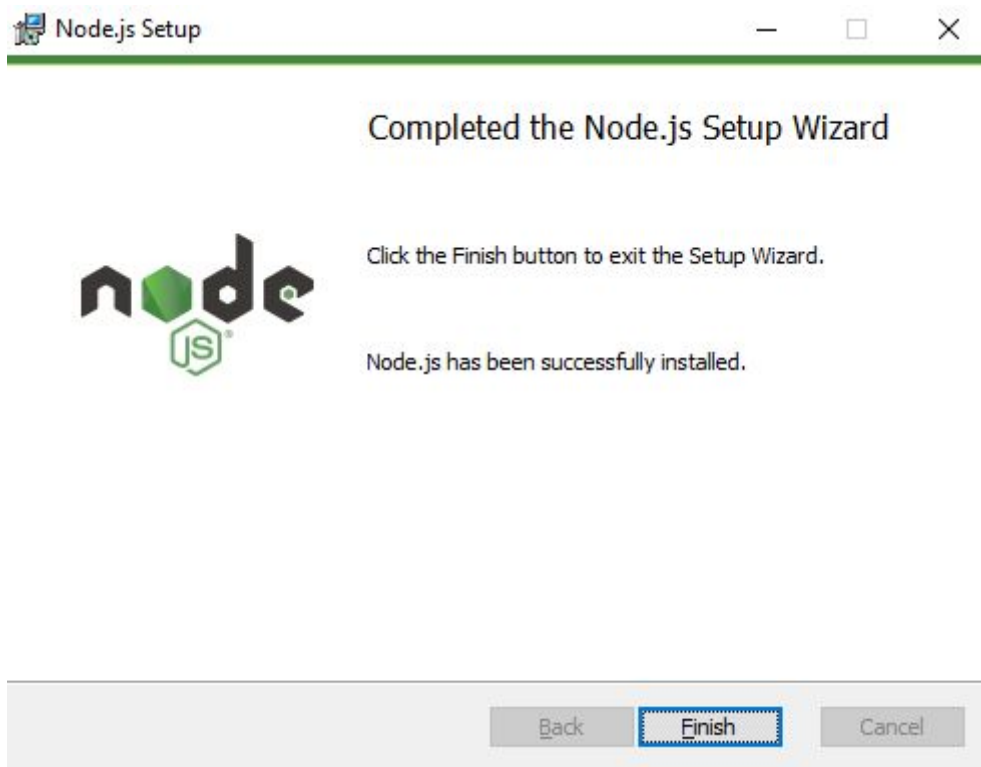 Node.js Setup
Completed the Node.js Setup Wizard
Click the Finish button to exit the Setup Wizard.
node
JS
Node.js has been successfully installed.
Back
Finish
Cancel